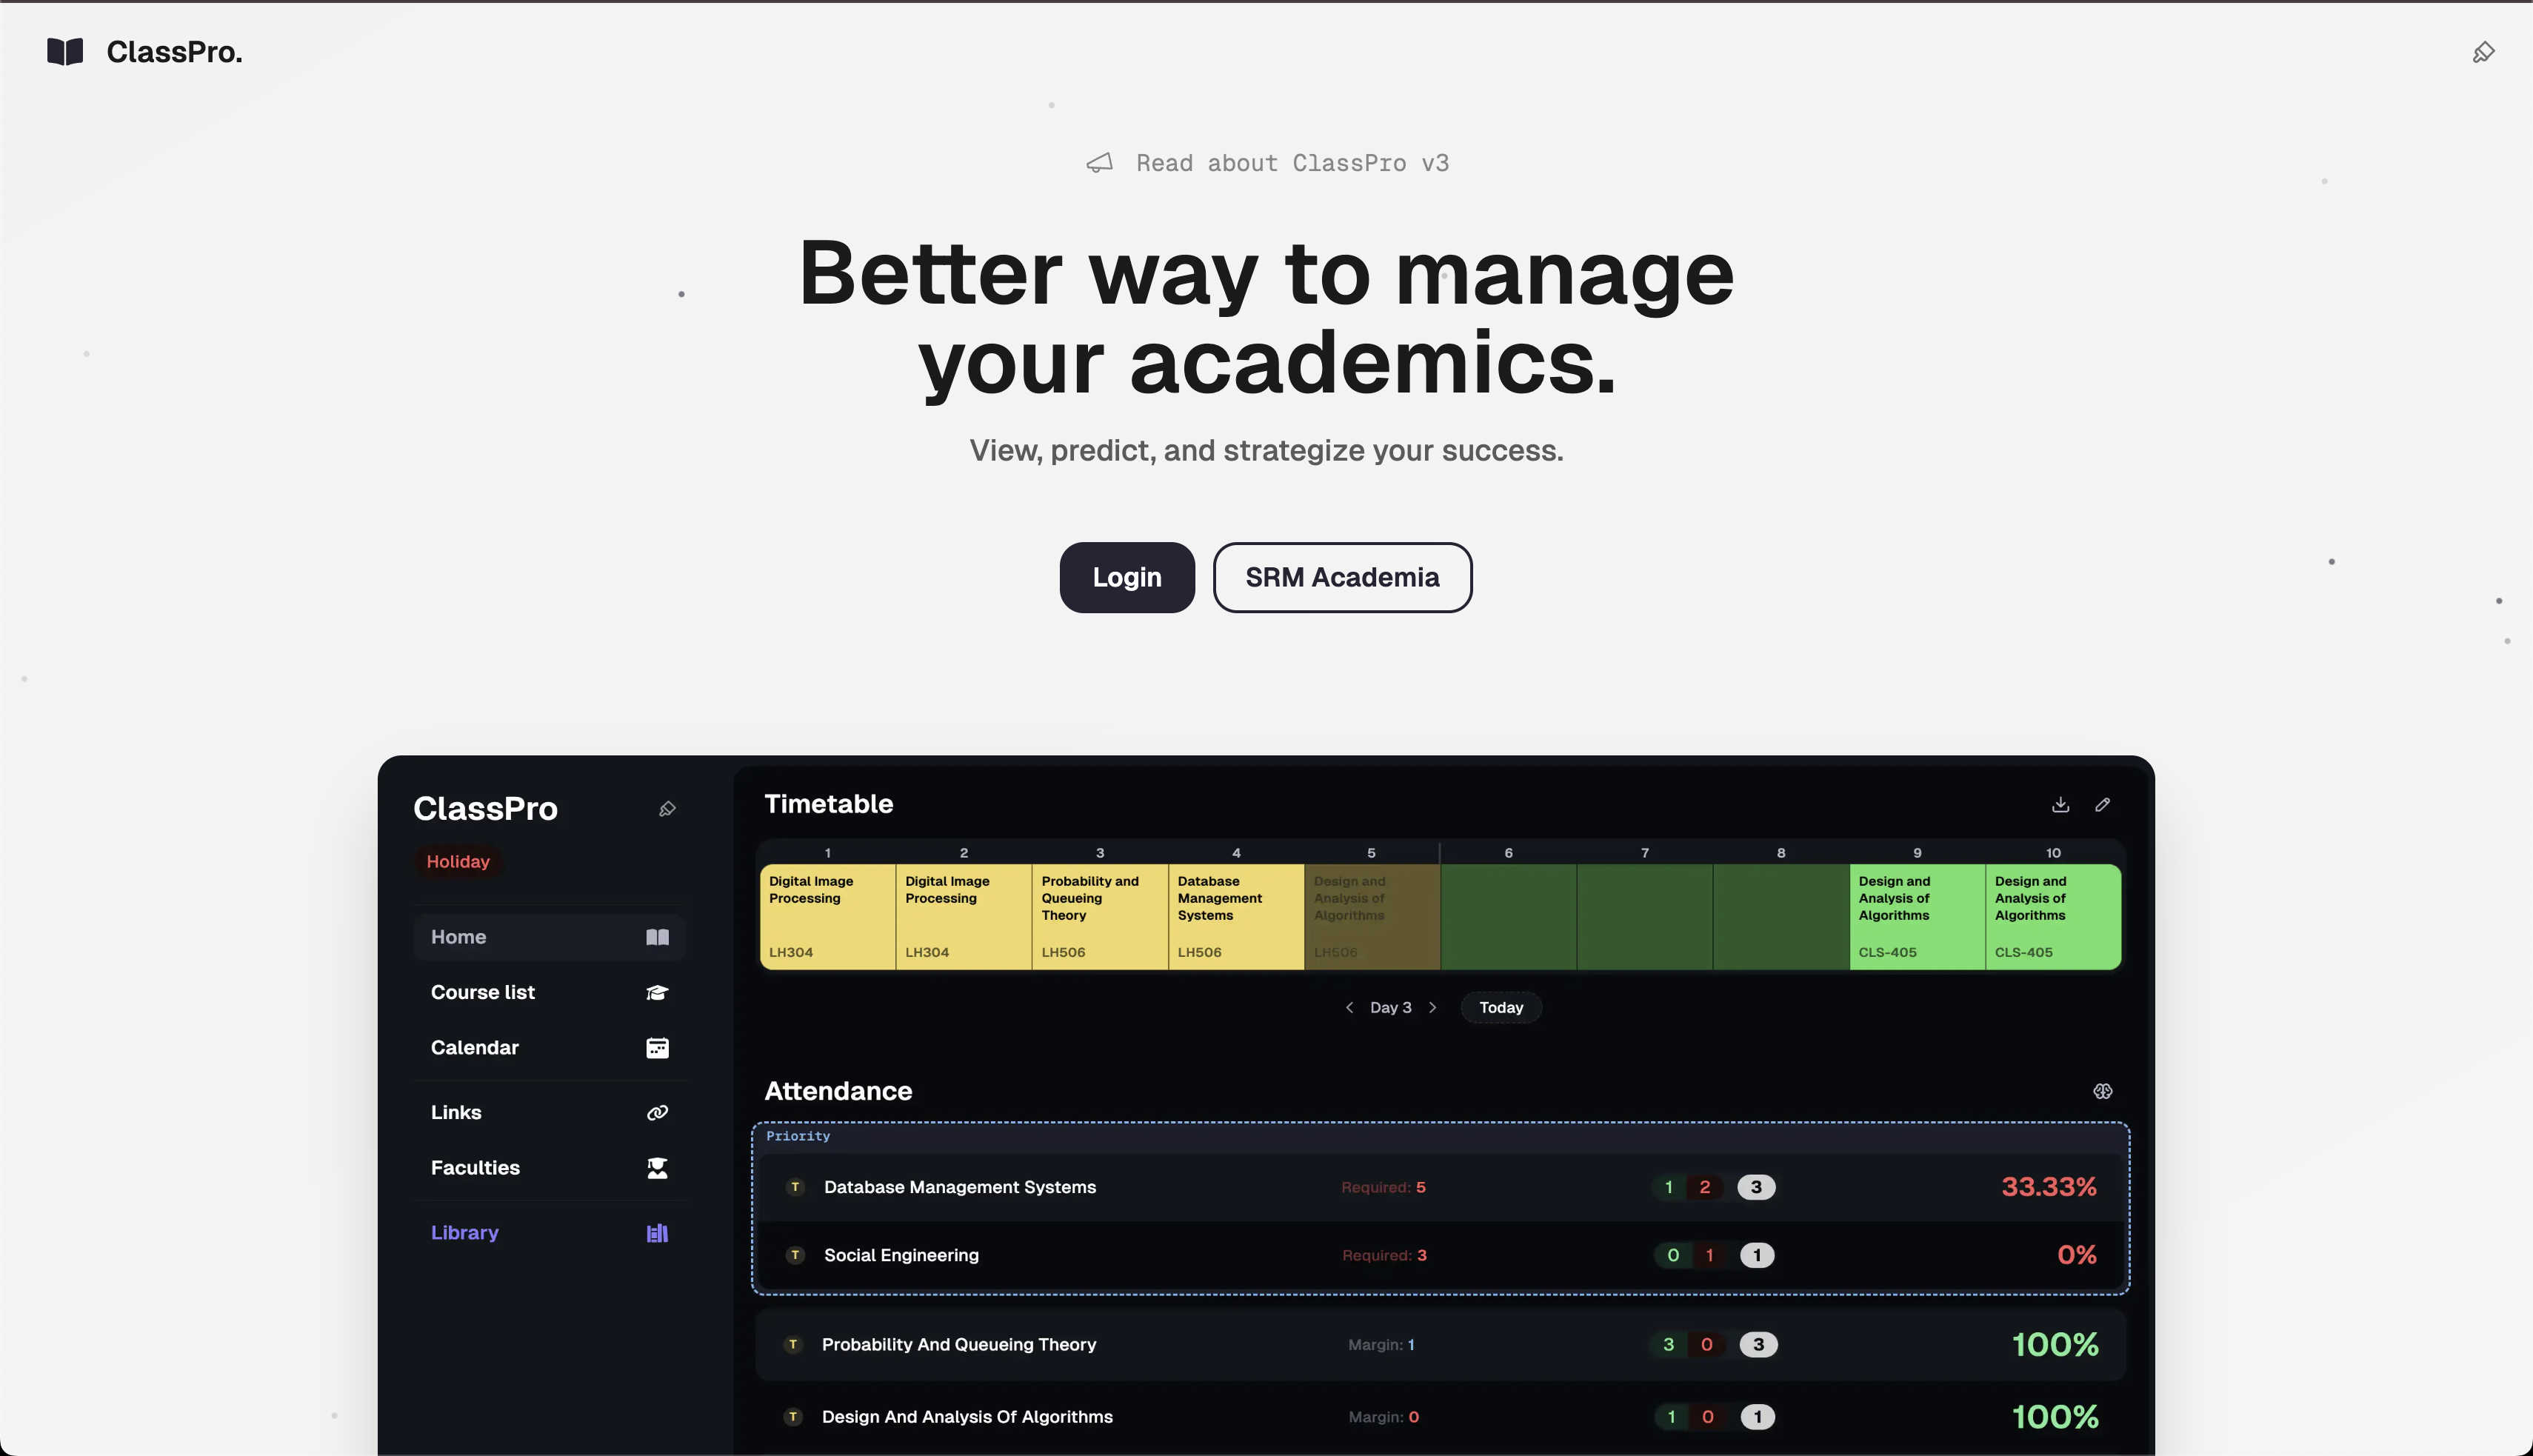 ClassPro.
Read about ClassPro v3
Better way to manage
your academics.
View, predict, and strategize your success.
Login
SRM Academia
ClassPro
Holiday
Home
Course list
Calendar
Links
Faculties
Library
Timetable
1 2 3 4 5 6 7 8 9 10
Digital Image
Processing
LH304
Digital Image
Processing
LH304
Probability and
Queueing
Theory
LH506
Database
Management
Systems
LH506
Design and
Analysis of
Algorithms
LH506
Design and
Analysis of
Algorithms
CLS-405
Design and
Analysis of
Algorithms
CLS-405
Day 3
Today
Attendance
Priority
T Database Management Systems Required: 5 1 2 3 33.33%
T Social Engineering Required: 3 0 1 1 0%
T Probability And Queueing Theory Margin: 1 3 0 3 100%
T Design And Analysis Of Algorithms Margin: 0 1 0 1 100%